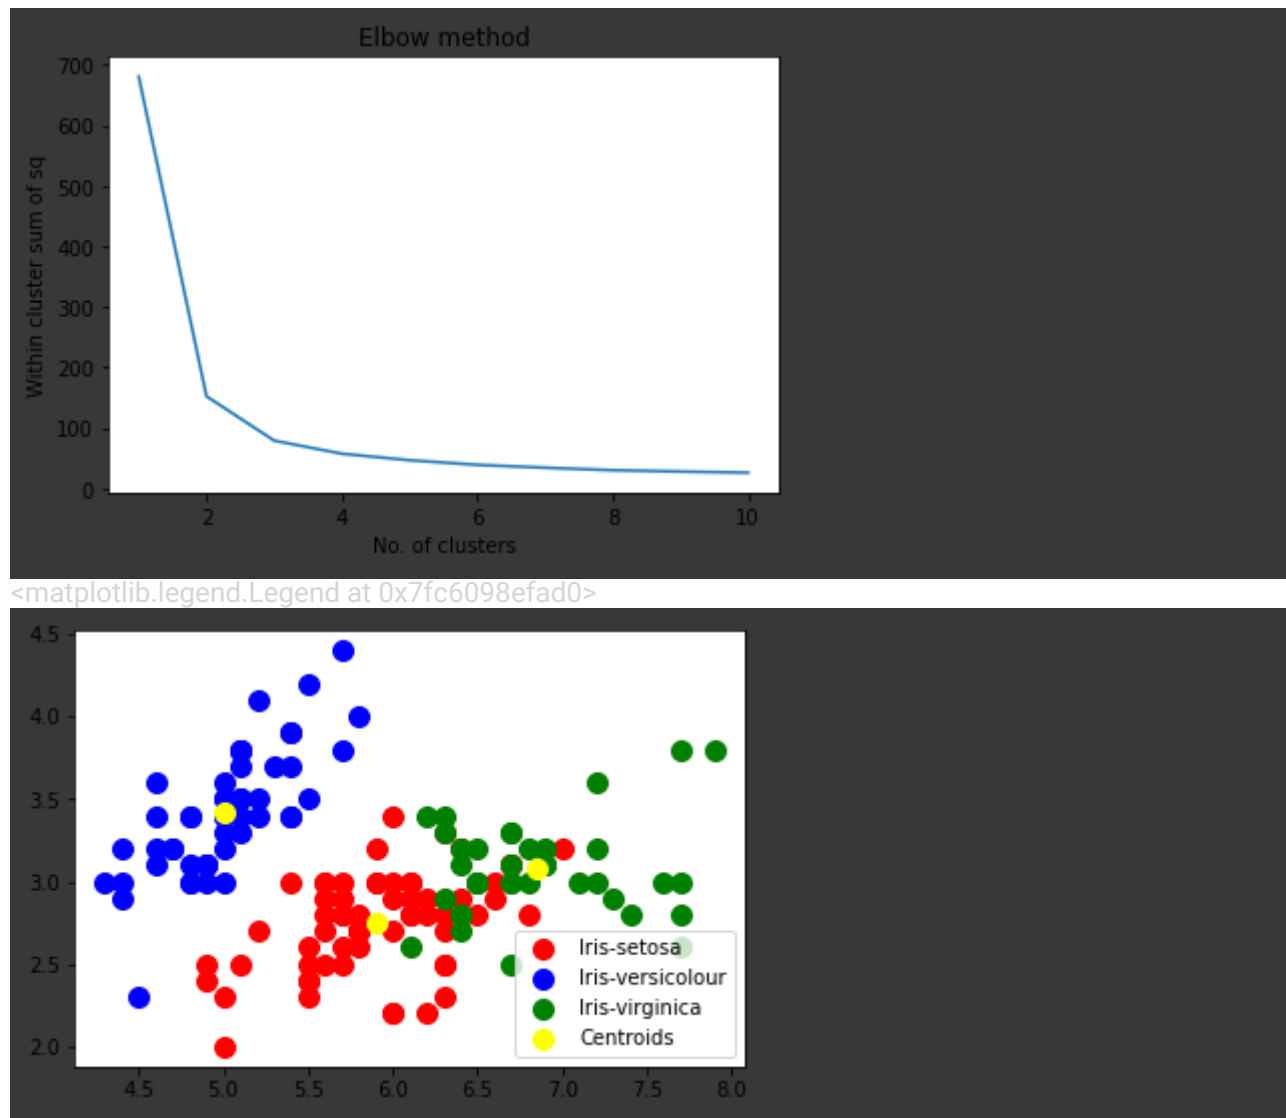 Elbow method
700
600
500
400
300
200
100
0
Within cluster sum of sq
2 4 6 8 10
No. of clusters
<matplotlib.legend.Legend at 0x7fc6098efad0>
4.5
4.0
3.5
3.0
2.5
2.0
Iris-setosa
Iris-versicolour
Iris-virginica
Centroids
4.5 5.0 5.5 6.0 6.5 7.0 7.5 8.0